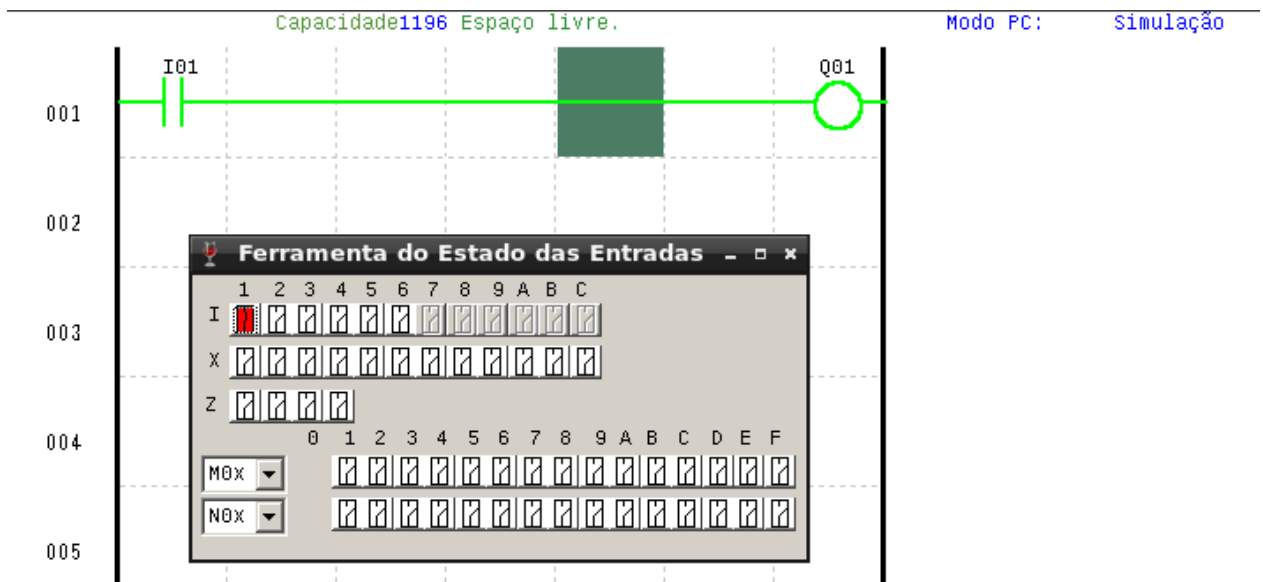 Capacidade1196 Espaço livre. Modo PC: Simulação
I01 Q01
001
002
Ferramenta do Estado das Entradas
1 2 3 4 5 6 7 8 9 A B C
I
003
X
Z
0 1 2 3 4 5 6 7 8 9 A B C D E F
004
M0X
N0X
005